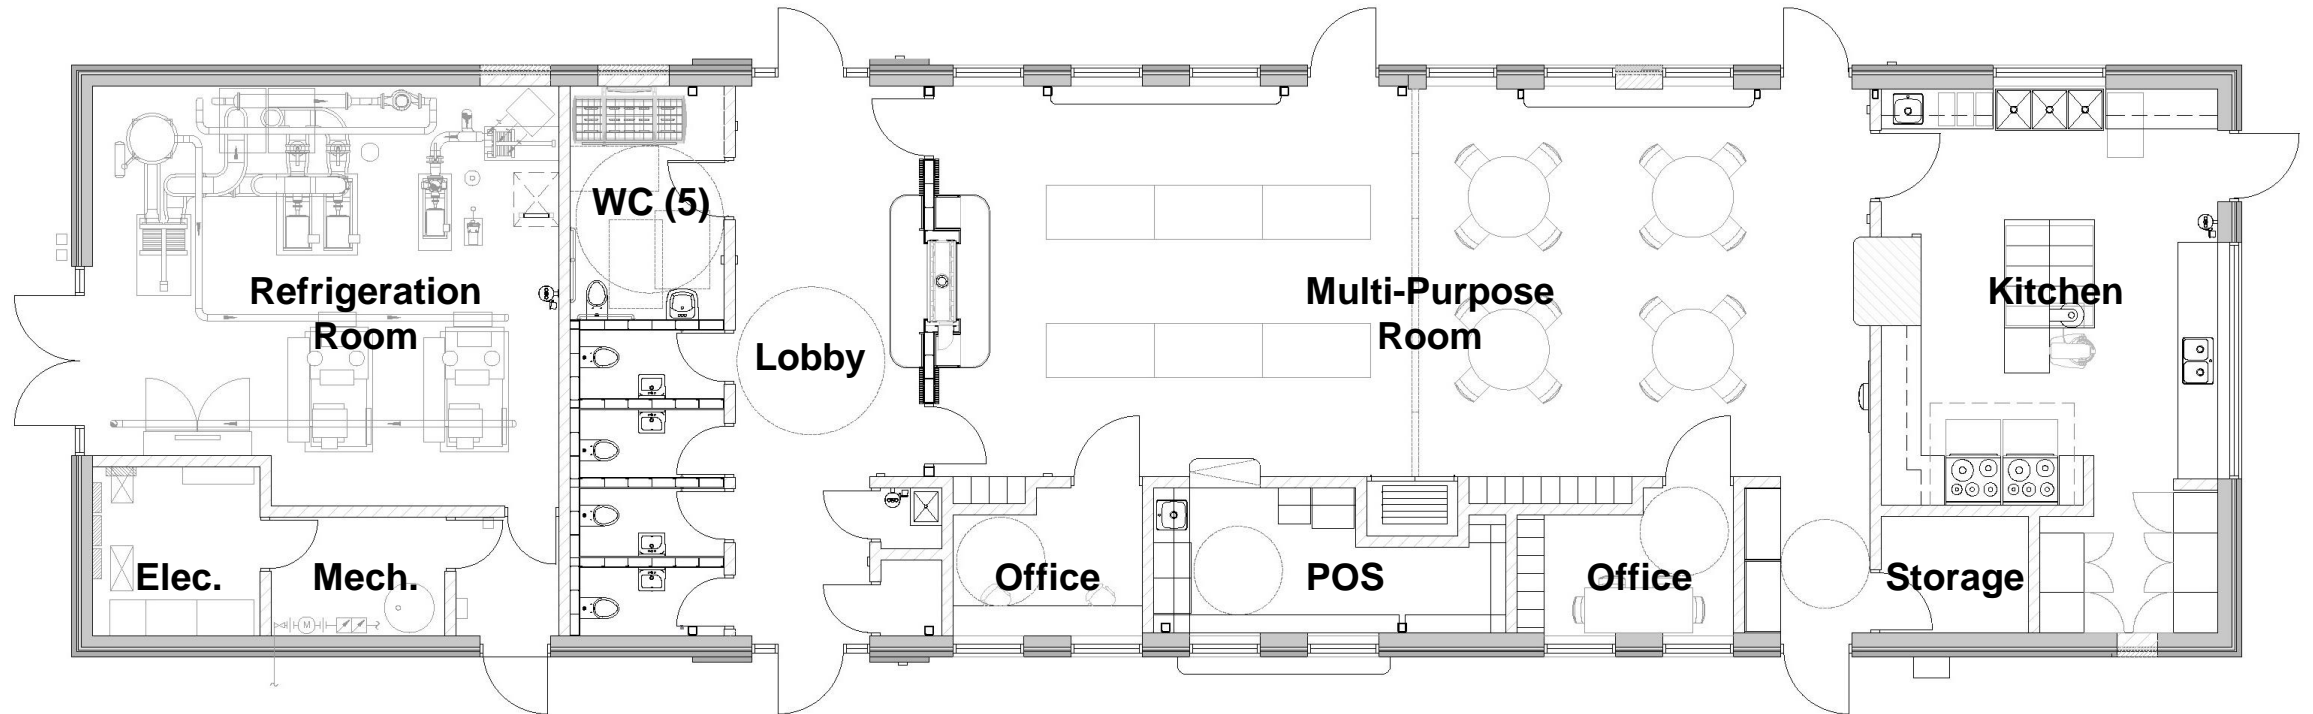 WC (5)
Refrigeration
Room
Lobby
Multi-Purpose
Room
Kitchen
Elec.
Mech.
Office
POS
Office
Storage
M